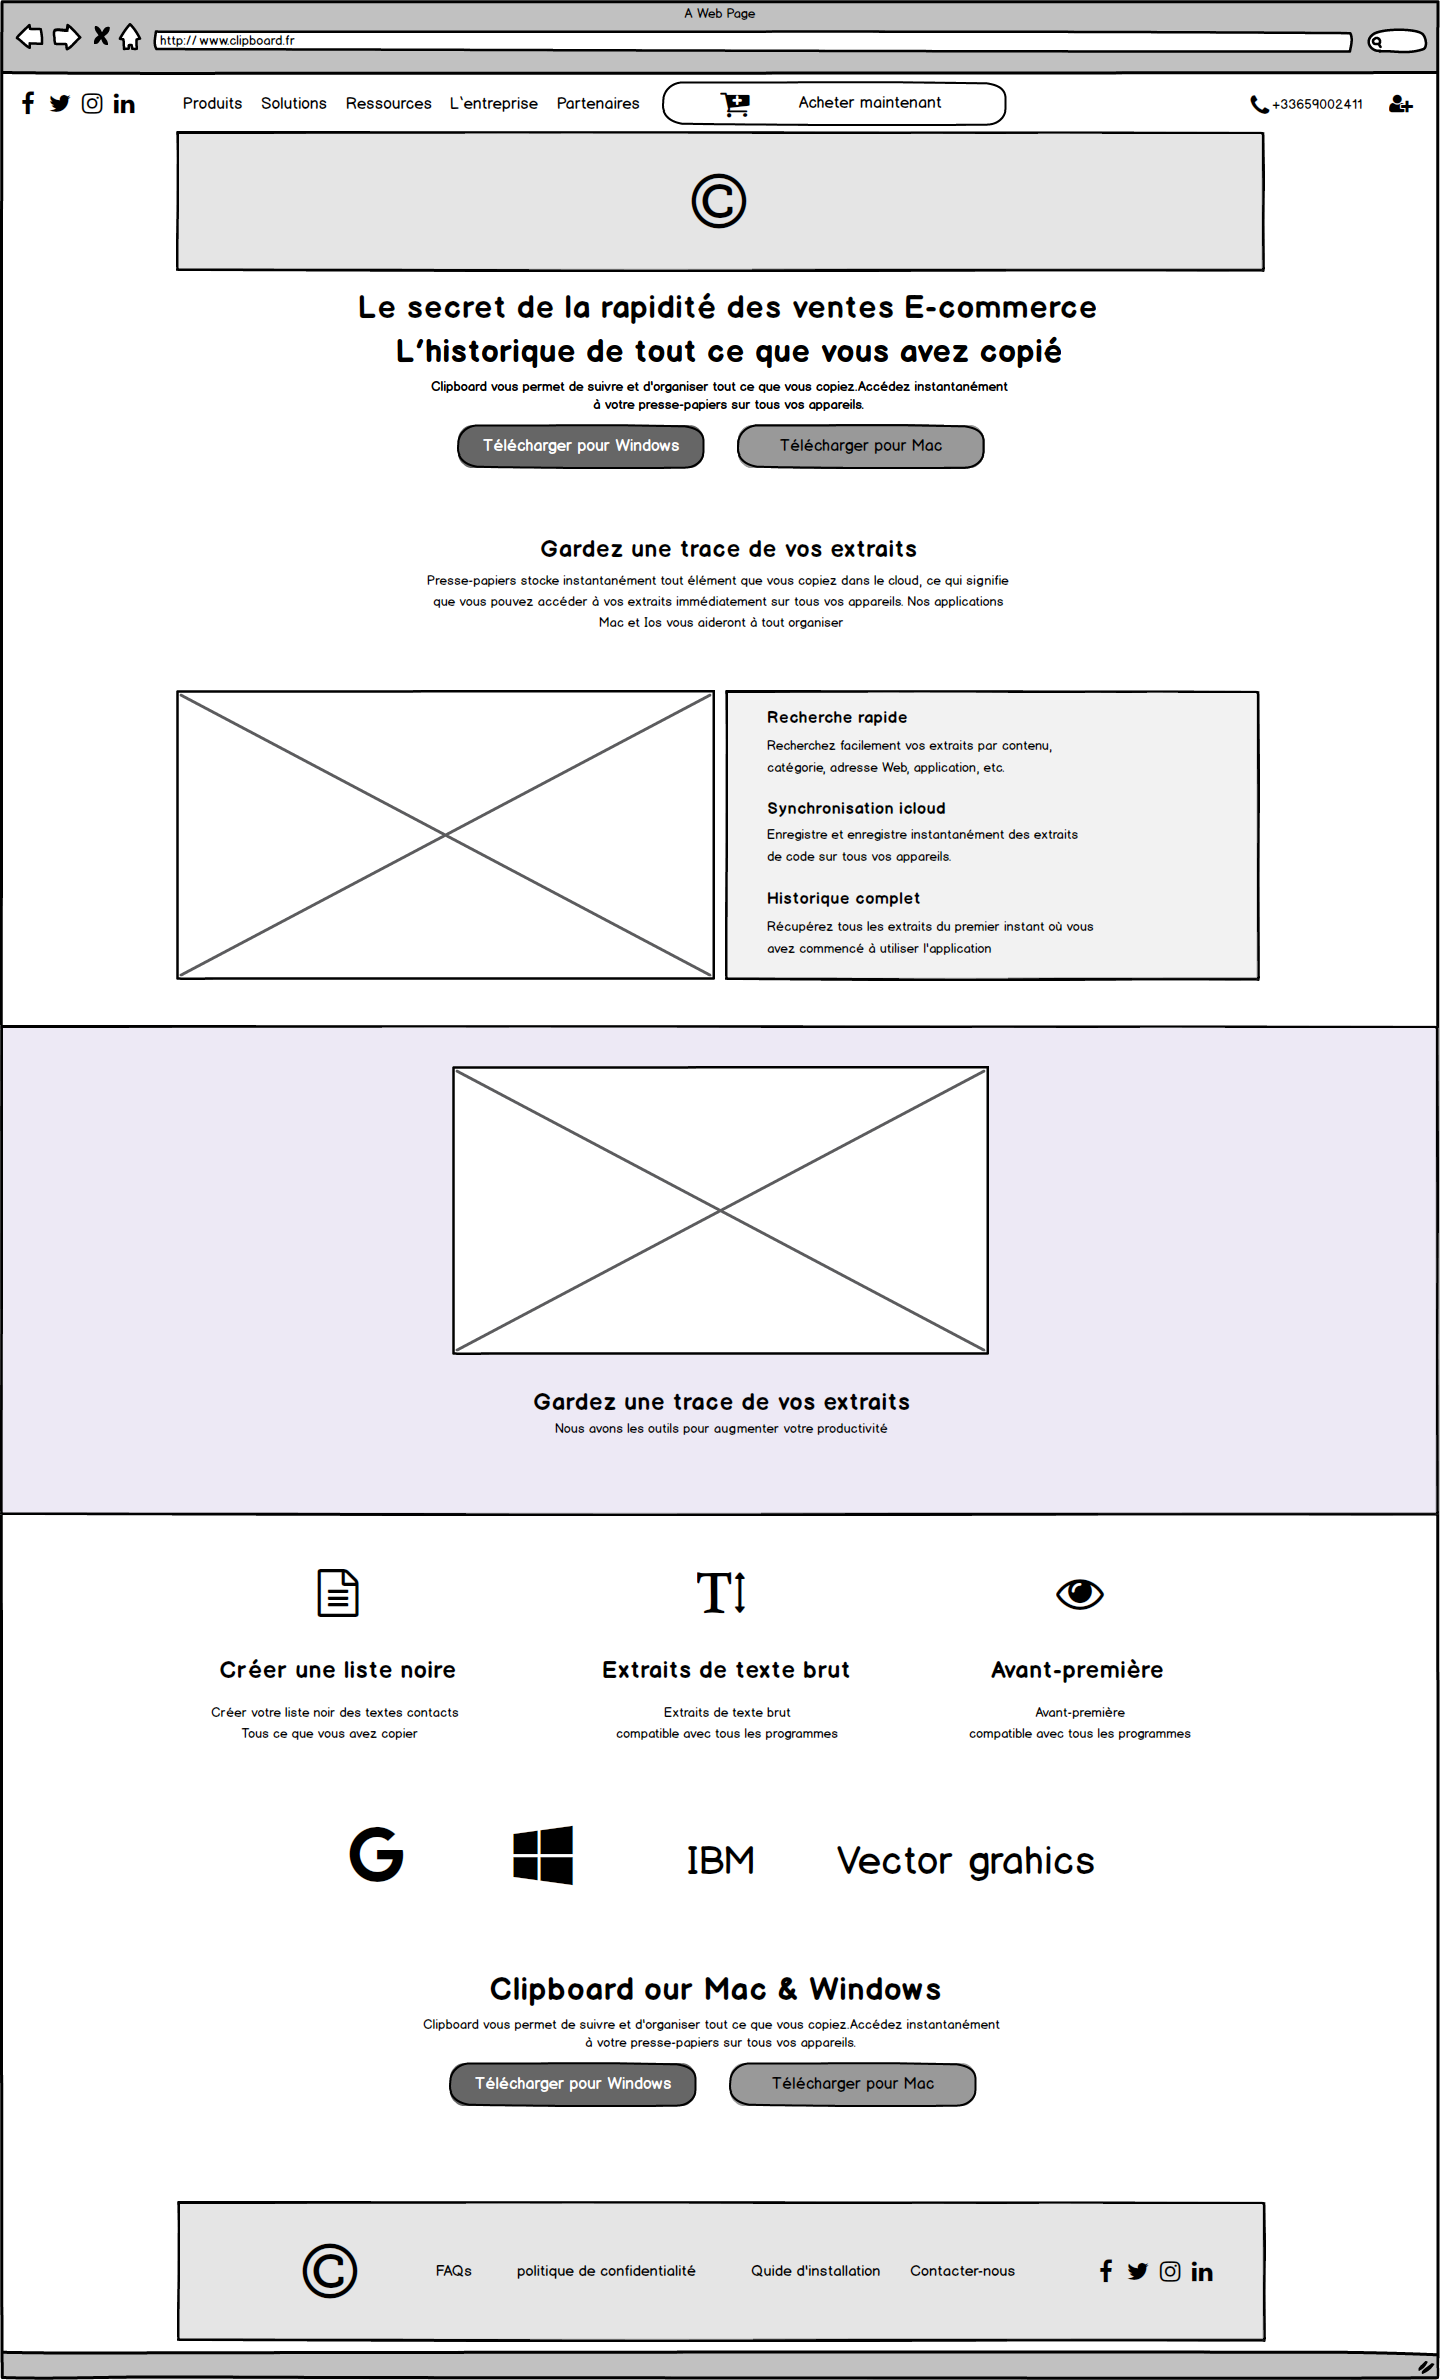 A Web Page
http:// www.clipboard.fr
Produits Solutions Ressources L`entreprise Partenaires Acheter maintenant +33659002411
©
Le secret de la rapidité des ventes E-commerce
L'historique de tout ce que vous avez copié
Clipboard vous permet de suivre et d'organiser tout ce que vous copiez.Accédez instantanément
à votre presse-papiers sur tous vos appareils.
Télécharger pour Windows Télécharger pour Mac
Gardez une trace de vos extraits
Presse-papiers stocke instantanément tout élément que vous copiez dans le cloud, ce qui signifie
que vous pouvez accéder à vos extraits immédiatement sur tous vos appareils. Nos applications
Mac et Ios vous aideront à tout organiser
Recherche rapide
Recherchez facilement vos extraits par contenu,
catégorie, adresse Web, application, etc.
Synchronisation icloud
Enregistre et enregistre instantanément des extraits
de code sur tous vos appareils.
Historique complet
Récupérez tous les extraits du premier instant où vous
avez commencé à utiliser l'application
Gardez une trace de vos extraits
Nous avons les outils pour augmenter votre productivité
Créer une liste noire
Créer votre liste noir des textes contacts
Tous ce que vous avez copier
Extraits de texte brut
Extraits de texte brut
compatible avec tous les programmes
Avant-première
Avant-première
compatible avec tous les programmes
G IBM Vector grahics
Clipboard our Mac & Windows
Clipboard vous permet de suivre et d'organiser tout ce que vous copiez.Accédez instantanément
à votre presse-papiers sur tous vos appareils.
Télécharger pour Windows Télécharger pour Mac
© FAQs politique de confidentialité Quide d'installation Contacter-nous